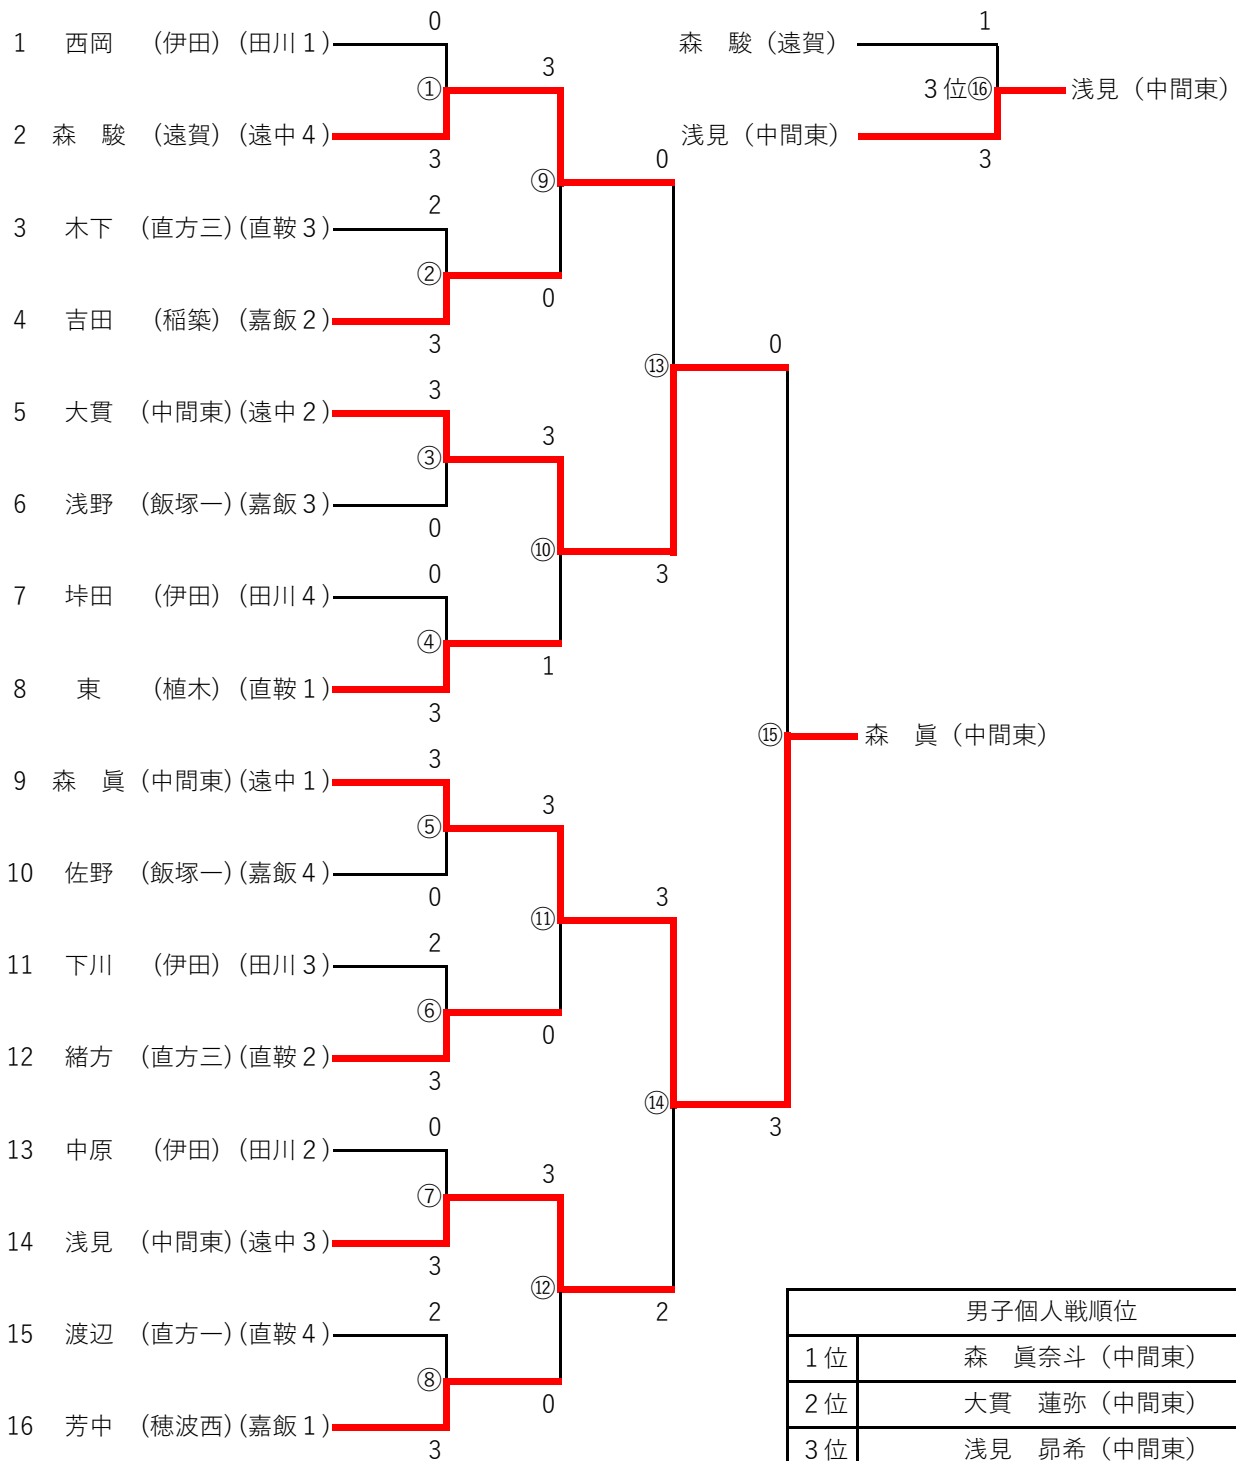 0
1 西岡 (伊田) (田川1)
①
3
2 森 駿 (遠賀) (遠中4)
3
⑨
0
2
3 木下 (直方三) (直鞍3)
②
0
4 吉田 (稲築) (嘉飯2)
3
⑬
0
3
5 大貫 (中間東) (遠中2)
③
3
6 浅野 (飯塚一) (嘉飯3)
0
⑩
3
0
7 垰田 (伊田) (田川4)
④
1
8 東 (植木) (直鞍1)
3
⑮
森 眞 (中間東)
3
9 森 眞 (中間東) (遠中1)
⑤
3
10 佐野 (飯塚一) (嘉飯4)
0
⑪
3
2
11 下川 (伊田) (田川3)
⑥
0
12 緒方 (直方三) (直鞍2)
3
⑭
3
0
13 中原 (伊田) (田川2)
⑦
3
14 浅見 (中間東) (遠中3)
3
⑫
2
2
15 渡辺 (直方一) (直鞍4)
⑧
0
16 芳中 (穂波西) (嘉飯1)
3
1
森 駿 (遠賀)
3位⑯
浅見 (中間東)
浅見 (中間東)
3
男子個人戦順位
1位 森 眞奈斗 (中間東)
2位 大貫 蓮弥 (中間東)
3位 浅見 昴希 (中間東)